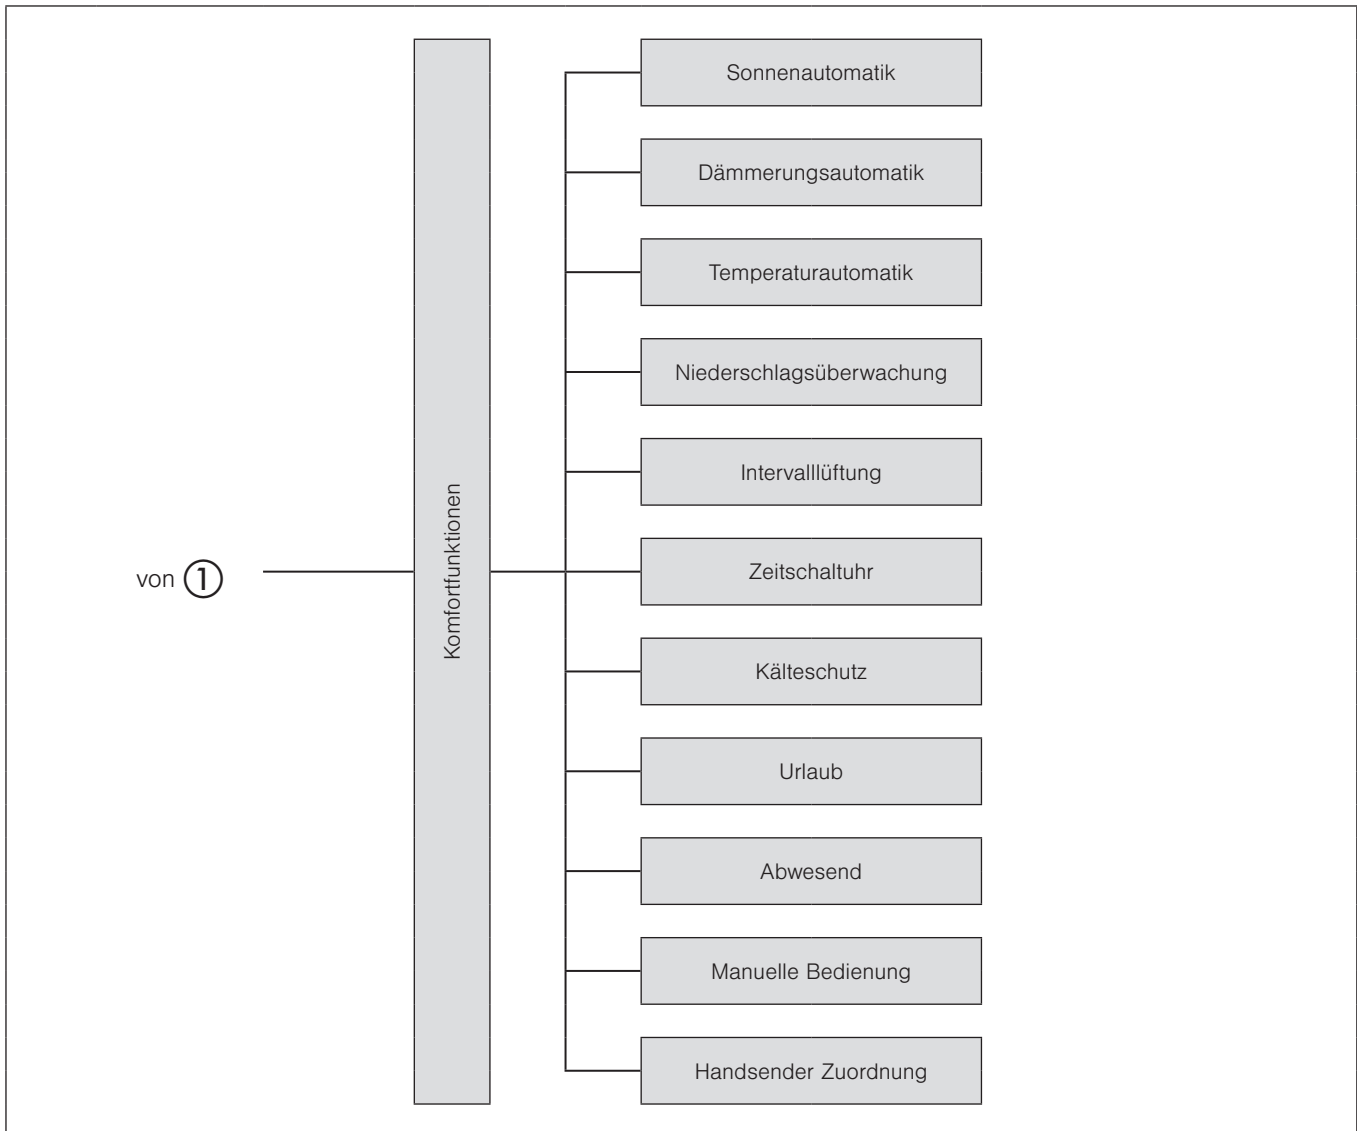 Sonnenautomatik
Dämmerungsautomatik
Temperaturautomatik
Niederschlagsüberwachung
Intervalllüftung
von ①
Komfortfunktionen
Zeitschaltuhr
Kälteschutz
Urlaub
Abwesend
Manuelle Bedienung
Handsender Zuordnung